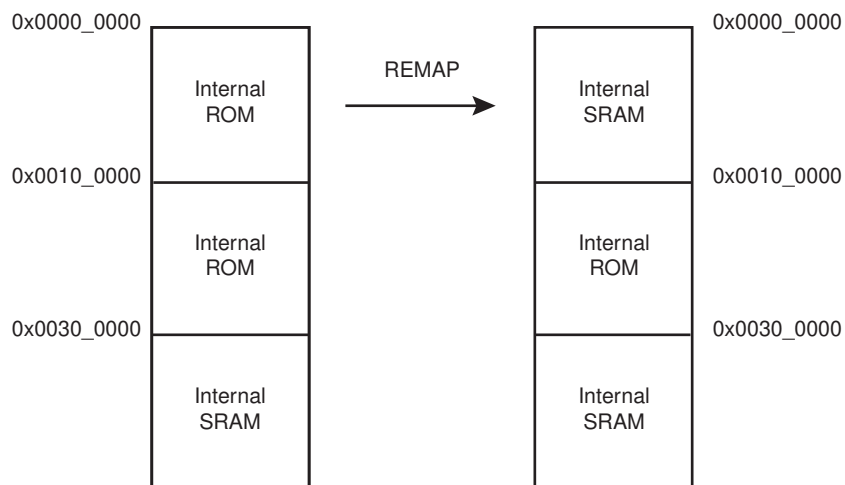 0x0000_0000
0x0000_0000
REMAP
Internal
ROM
Internal
SRAM
0x0010_0000
0x0010_0000
Internal
ROM
Internal
ROM
0x0030_0000
0x0030_0000
Internal
SRAM
Internal
SRAM